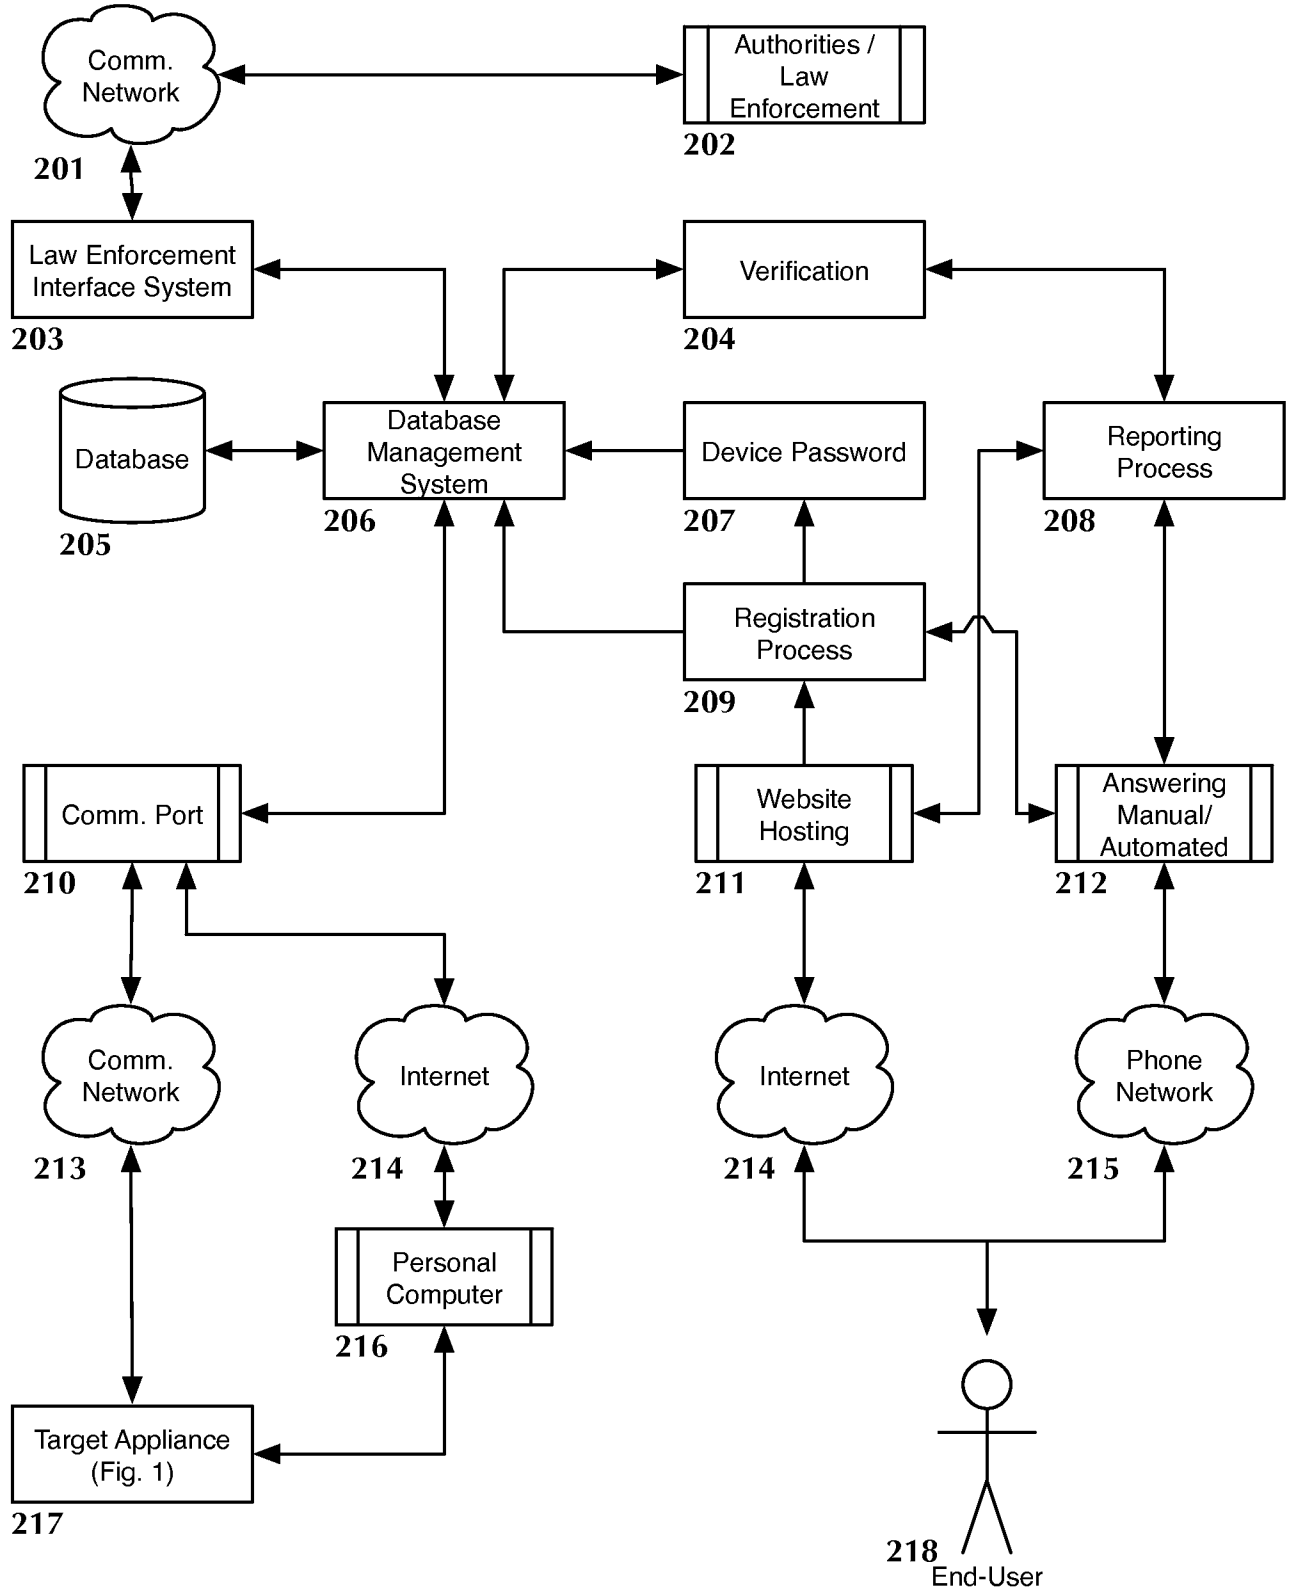 Comm.
Network
201
Authorities /
Law
Enforcement
202
Law Enforcement
Interface System
203
Verification
204
Database
205
Database
Management
System
206
Device Password
207
Reporting
Process
208
Registration
Process
209
Comm. Port
210
Website
Hosting
211
Answering
Manual/
Automated
212
Comm.
Network
213
Internet
214
Internet
214
Phone
Network
215
Personal
Computer
216
Target Appliance
(Fig. 1)
217
218
End-User